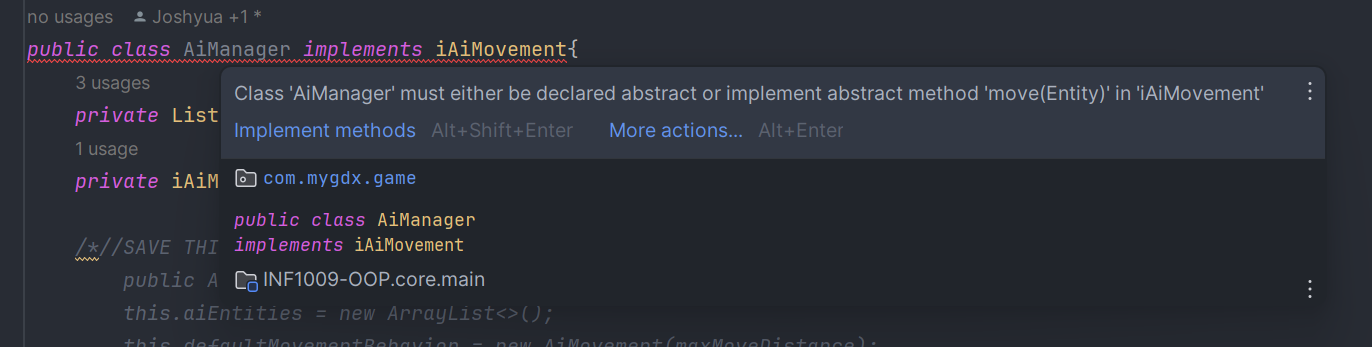 no usages Joshyua +1 *
public class AiManager implements iAiMovement{
3 usages
Class 'AiManager' must either be declared abstract or implement abstract method 'move(Entity)' in 'iAiMovement'
private List
Implement methods Alt+Shift+Enter More actions... Alt+Enter
1 usage
private iAiM
com.mygdx.game
public class AiManager
implements iAiMovement
/*//SAVE THI
public A
INF1009-OOP.core.main
this.aiEntities = new ArrayList<>();
this.defaultMovementBehavior = new AiMovement(maxMoveDistance);